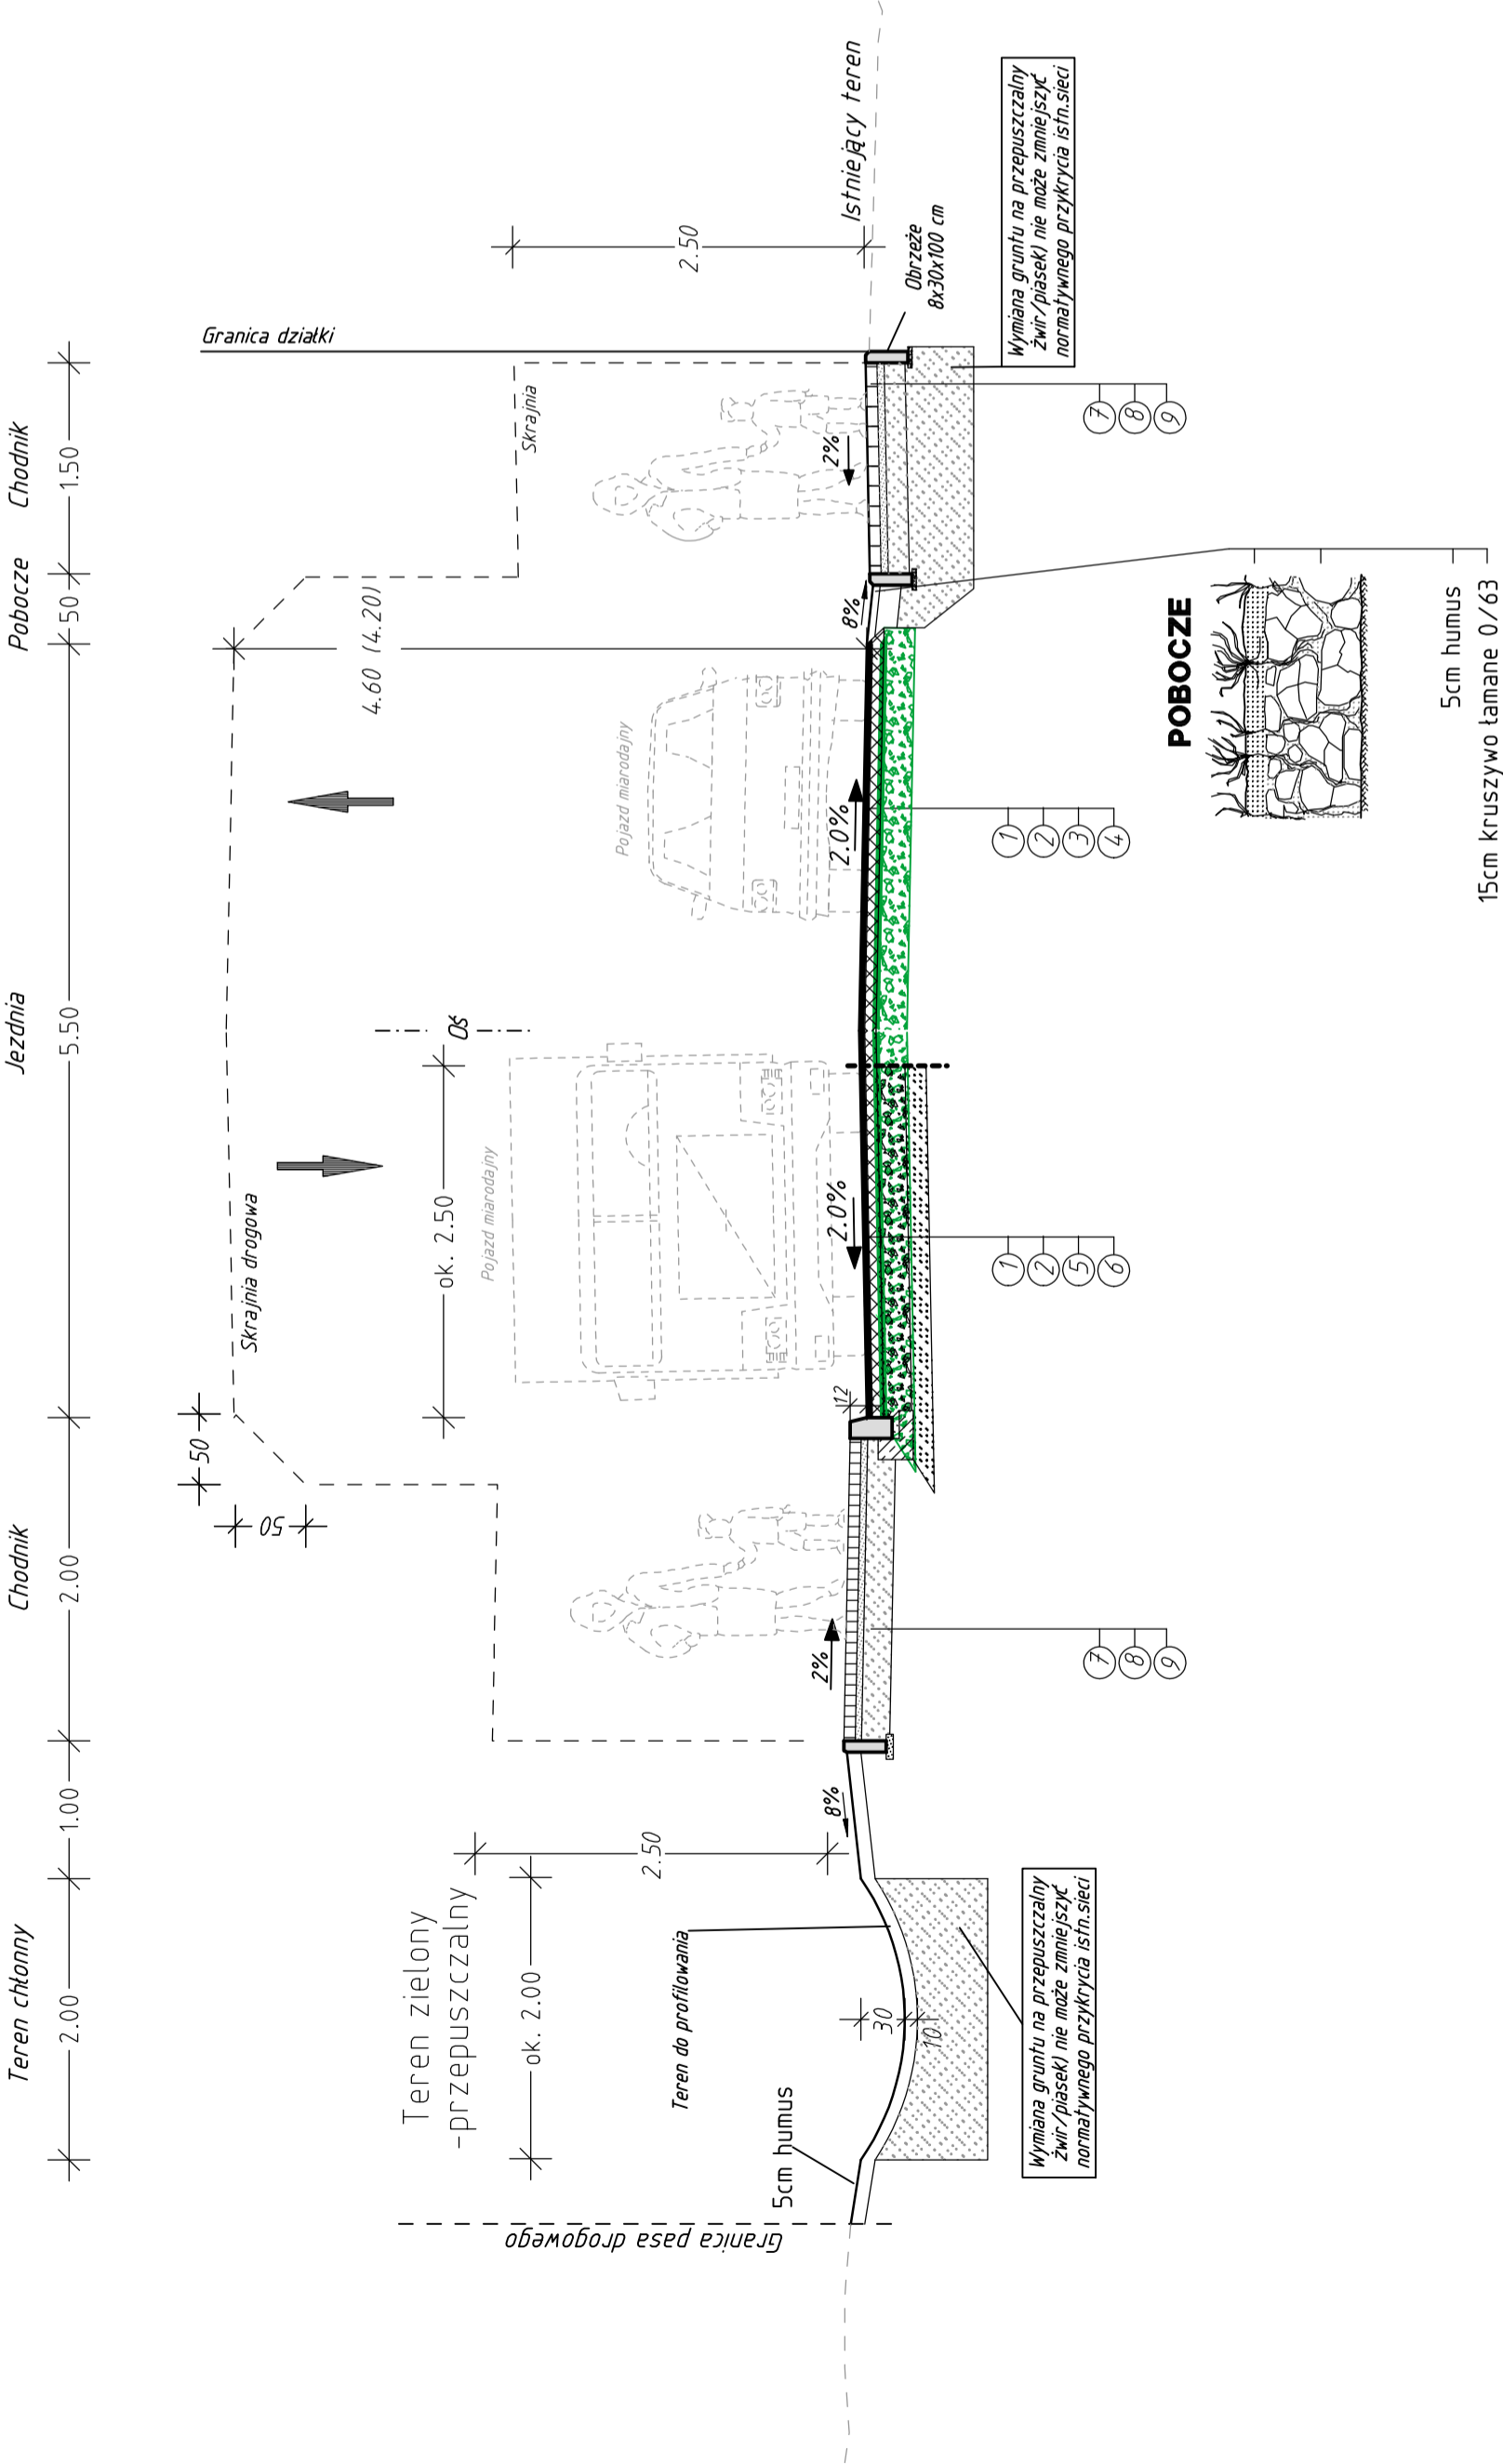 Teren chłonny
Chodnik
Jezdnia
Pobocze
Chodnik
2.00
1.00
2.00
5.50
50
1.50
50
50
Granica działki
Skrajnia drogowa
4.60 (4.20)
Teren zielony
-przepuszczalny
ok. 2.00
ok. 2.50
Oś
Skrajnia
2.50
2.50
Pojazd miarodajny
Pojazd miarodajny
Granica pasa drogowego
5cm humus
Teren do profilowania
30
10
8%
2%
12
2.0%
2.0%
8%
2%
Istniejący teren
Obrzeże
8x30x100 cm
Wymiana gruntu na przepuszczalny
żwir/piasek) nie może zmniejszyć
normatywnego przykrycia istn.sieci
7
8
9
1
2
5
6
1
2
3
4
7
8
9
Wymiana gruntu na przepuszczalny
żwir/piasek) nie może zmniejszyć
normatywnego przykrycia istn.sieci
POBOCZE
5cm humus
15cm kruszywo łamane 0/63